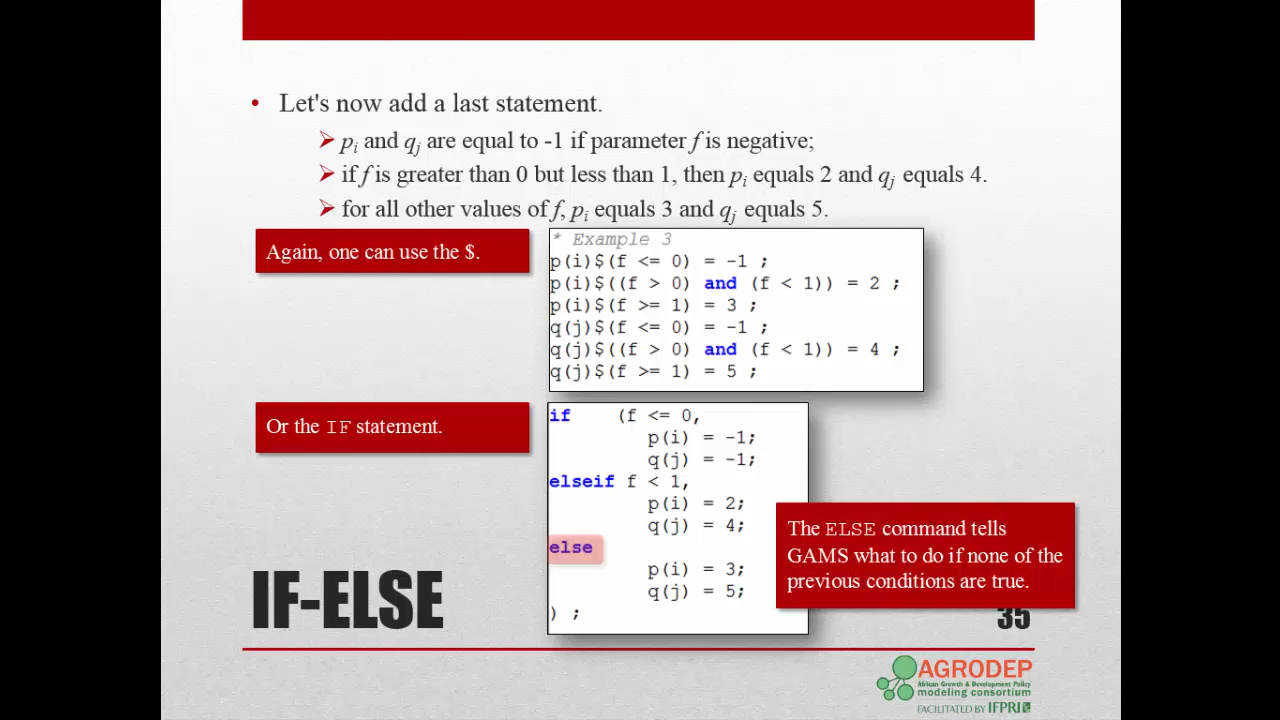 • Let's now add a last statement.
➢ pi and qj are equal to -1 if parameter f is negative;
➢ if f is greater than 0 but less than 1, then pi equals 2 and qj equals 4.
➢ for all other values of f, pi equals 3 and qj equals 5.
Again, one can use the $.
* Example 3
p(i)$(f <= 0) = -1 ;
p(i)$((f > 0) and (f < 1)) = 2 ;
p(i)$(f >= 1) = 3 ;
q(j)$(f <= 0) = -1 ;
q(j)$((f > 0) and (f < 1)) = 4 ;
q(j)$(f >= 1) = 5 ;
Or the IF statement.
if (f <= 0,
p(i) = -1;
q(j) = -1;
elseif f < 1,
p(i) = 2;
q(j) = 4;
else
p(i) = 3;
q(j) = 5;
) ;
The ELSE command tells
GAMS what to do if none of the
previous conditions are true.
IF-ELSE
35
AGRODEP
African Growth & Development Policy
modeling consortium
FACILITATED BY IFPRI